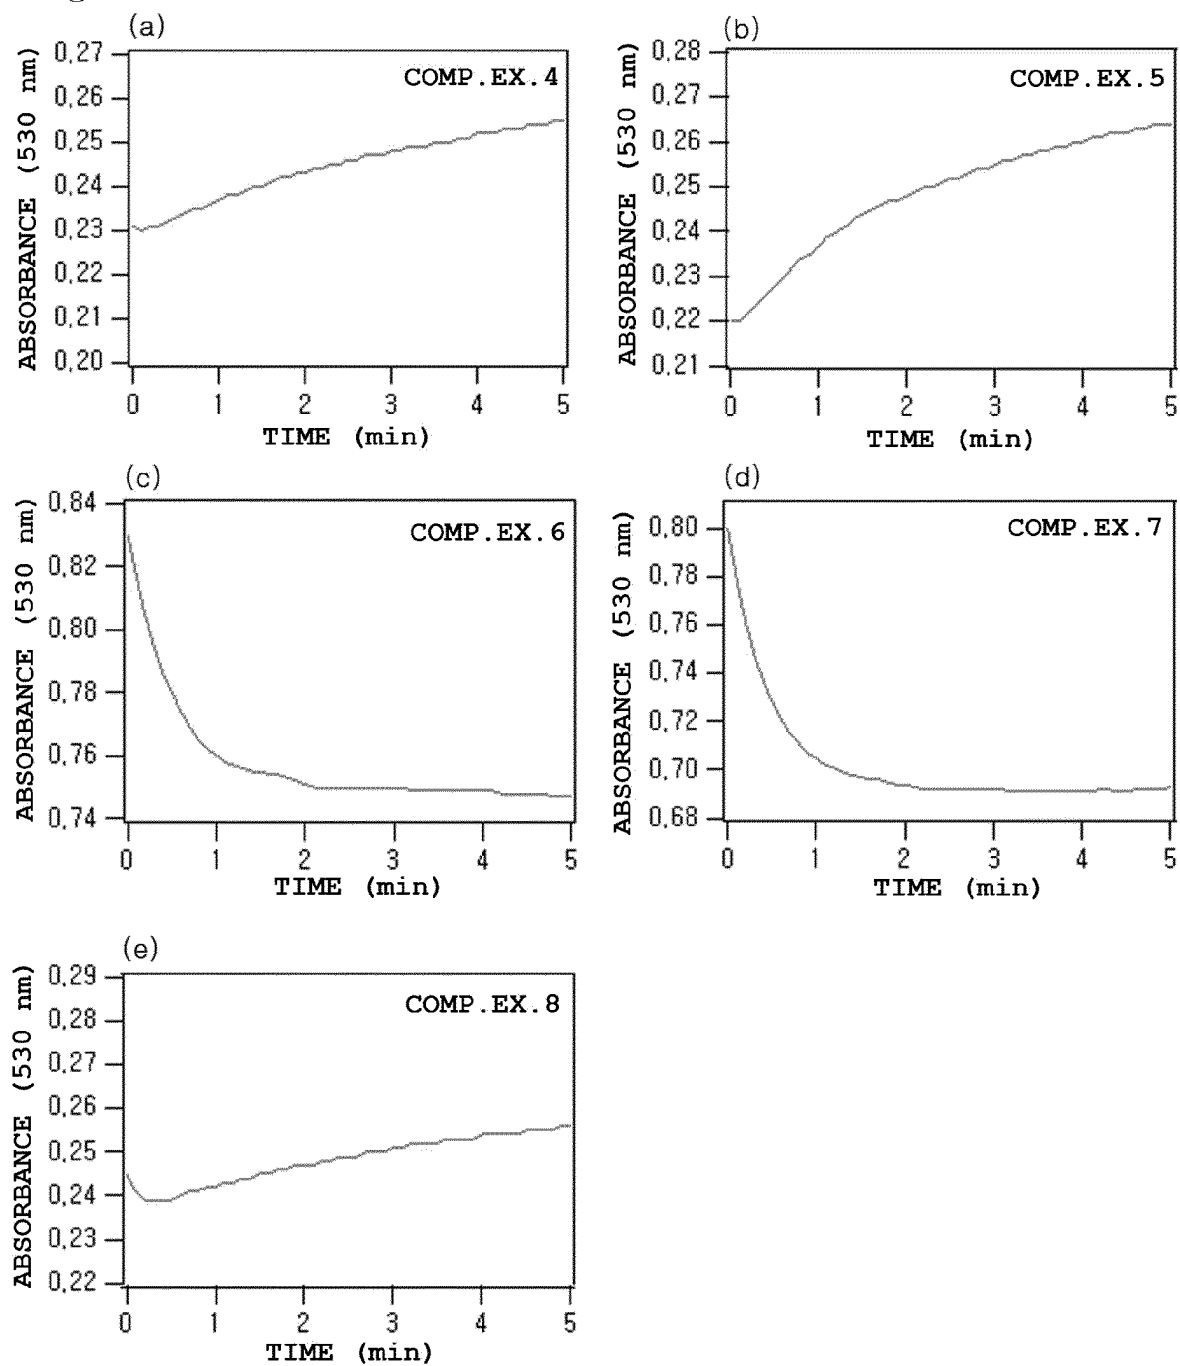 (a)
COMP.EX.4
ABSORBANCE (530 nm)
0,27
0,26
0,25
0,24
0,23
0,22
0,21
0,20
0 1 2 3 4 5
TIME (min)
(b)
COMP.EX.5
ABSORBANCE (530 nm)
0,28
0,27
0,26
0,25
0,24
0,23
0,22
0,21
0 1 2 3 4 5
TIME (min)
(c)
COMP.EX.6
ABSORBANCE (530 nm)
0,84
0,82
0,80
0,78
0,76
0,74
0 1 2 3 4 5
TIME (min)
(d)
COMP.EX.7
ABSORBANCE (530 nm)
0,80
0,78
0,76
0,74
0,72
0,70
0,68
0 1 2 3 4 5
TIME (min)
(e)
COMP.EX.8
ABSORBANCE (530 nm)
0,29
0,28
0,27
0,26
0,25
0,24
0,23
0,22
0 1 2 3 4 5
TIME (min)